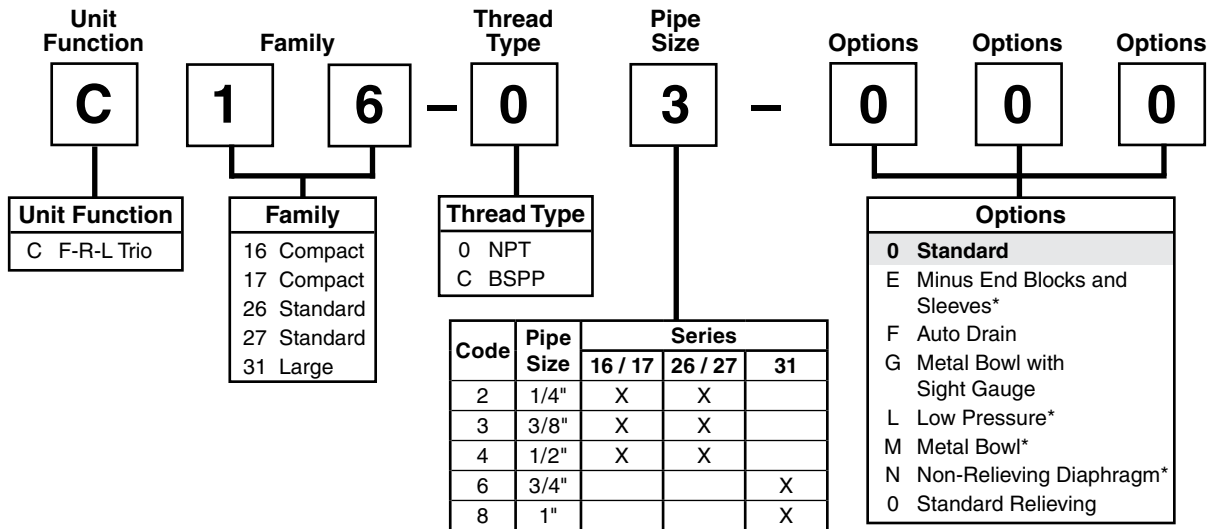 Unit Function
Family
Thread Type
Pipe Size
Options
Options
Options
C 1 6 – 0 3 – 0 0 0
Unit Function
C F-R-L Trio
Family
16 Compact
17 Compact
26 Standard
27 Standard
31 Large
Thread Type
0 NPT
C BSPP
Code Pipe Size Series
16 / 17 26 / 27 31
2 1/4" X X
3 3/8" X X
4 1/2" X X
6 3/4" X
8 1" X
Options
0 Standard
E Minus End Blocks and
Sleeves*
F Auto Drain
G Metal Bowl with
Sight Gauge
L Low Pressure*
M Metal Bowl*
N Non-Relieving Diaphragm*
0 Standard Relieving